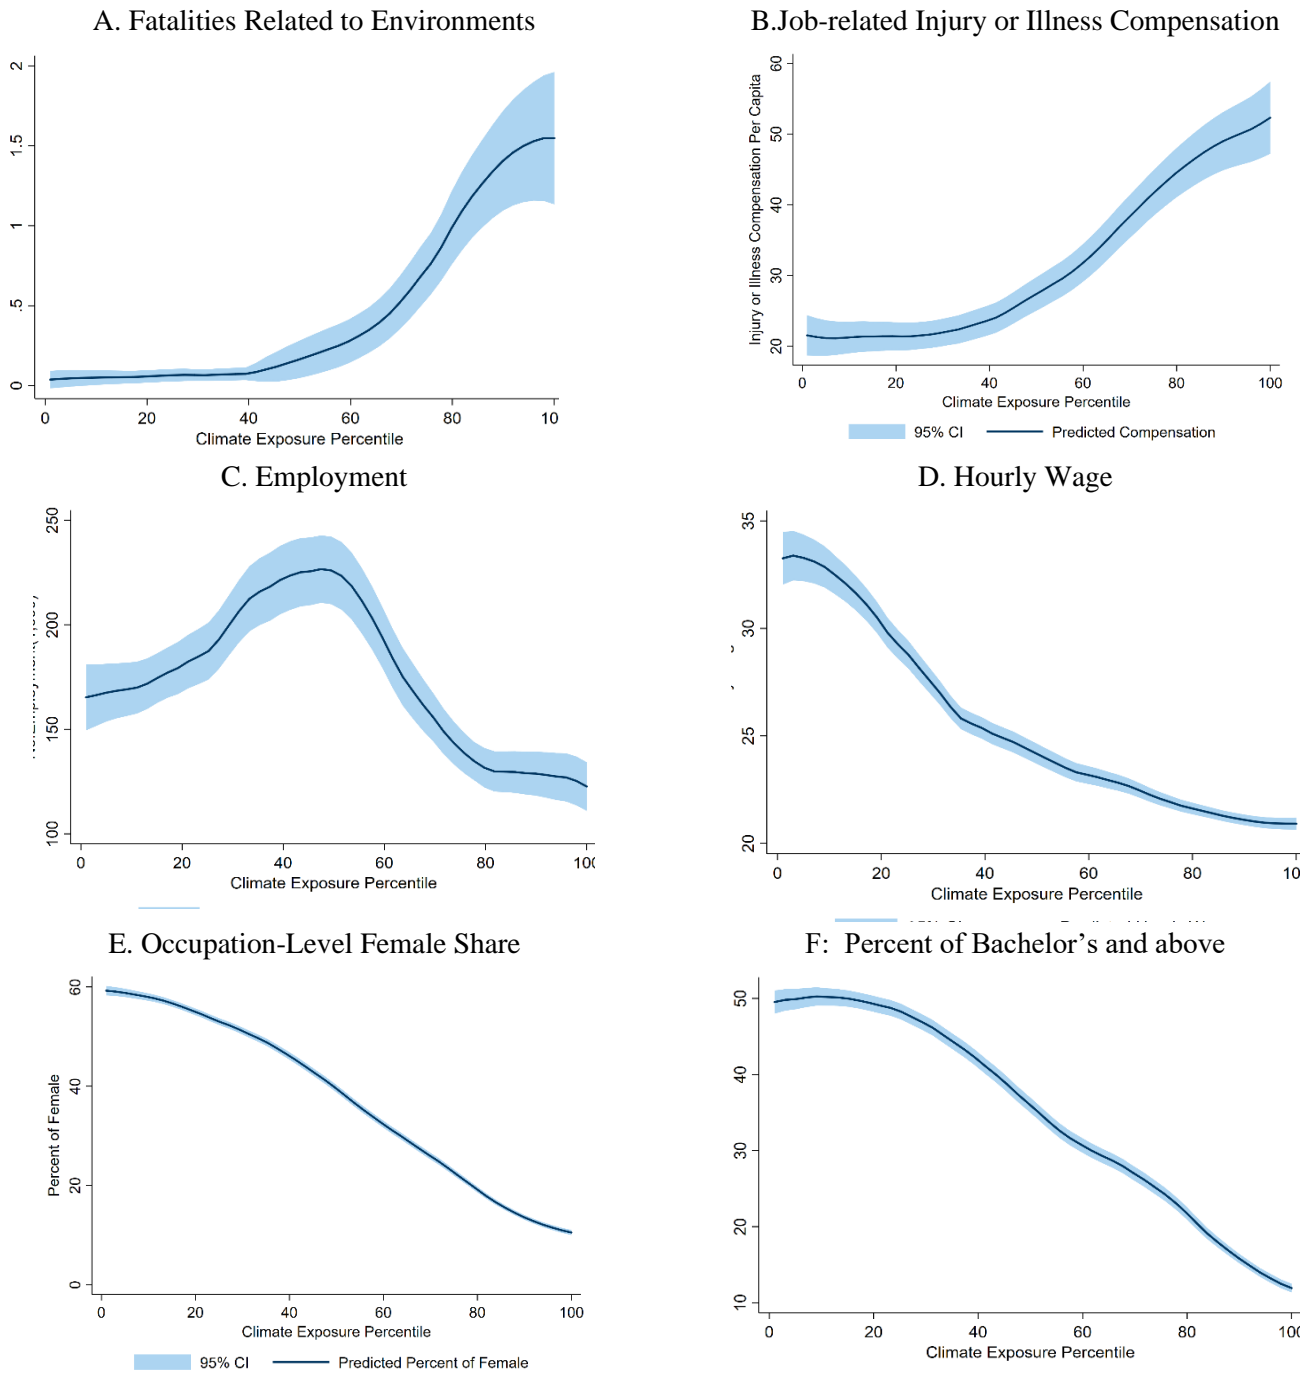 A. Fatalities Related to Environments
2
1.5
1
.5
0
0 20 40 60 80 10
Climate Exposure Percentile
B.Job-related Injury or Illness Compensation
Injury or Illness Compensation Per Capita
60
50
40
30
20
0 20 40 60 80 100
Climate Exposure Percentile
95% CI Predicted Compensation
C. Employment
250
200
150
100
0 20 40 60 80 100
Climate Exposure Percentile
D. Hourly Wage
35
30
25
20
0 20 40 60 80 10
Climate Exposure Percentile
E. Occupation-Level Female Share
Percent of Female
60
40
20
0
0 20 40 60 80 100
Climate Exposure Percentile
95% CI Predicted Percent of Female
F: Percent of Bachelor’s and above
50
40
30
20
10
0 20 40 60 80 100
Climate Exposure Percentile